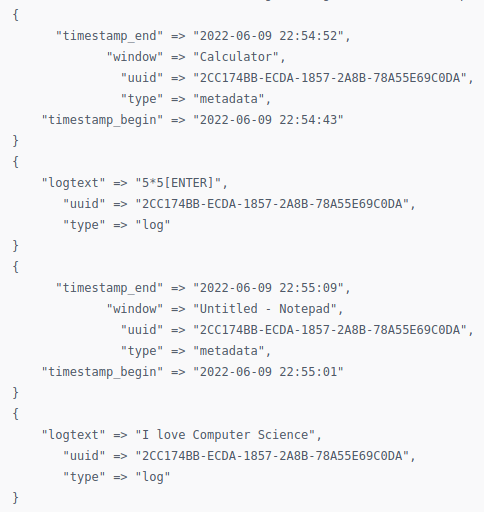 {
"timestamp_end" => "2022-06-09 22:54:52",
"window" => "Calculator",
"uuid" => "2CC174BB-ECDA-1857-2A8B-78A55E69C0DA",
"type" => "metadata",
"timestamp_begin" => "2022-06-09 22:54:43"
}
{
"logtext" => "5*5[ENTER]",
"uuid" => "2CC174BB-ECDA-1857-2A8B-78A55E69C0DA",
"type" => "log"
}
{
"timestamp_end" => "2022-06-09 22:55:09",
"window" => "Untitled - Notepad",
"uuid" => "2CC174BB-ECDA-1857-2A8B-78A55E69C0DA",
"type" => "metadata",
"timestamp_begin" => "2022-06-09 22:55:01"
}
{
"logtext" => "I love Computer Science",
"uuid" => "2CC174BB-ECDA-1857-2A8B-78A55E69C0DA",
"type" => "log"
}